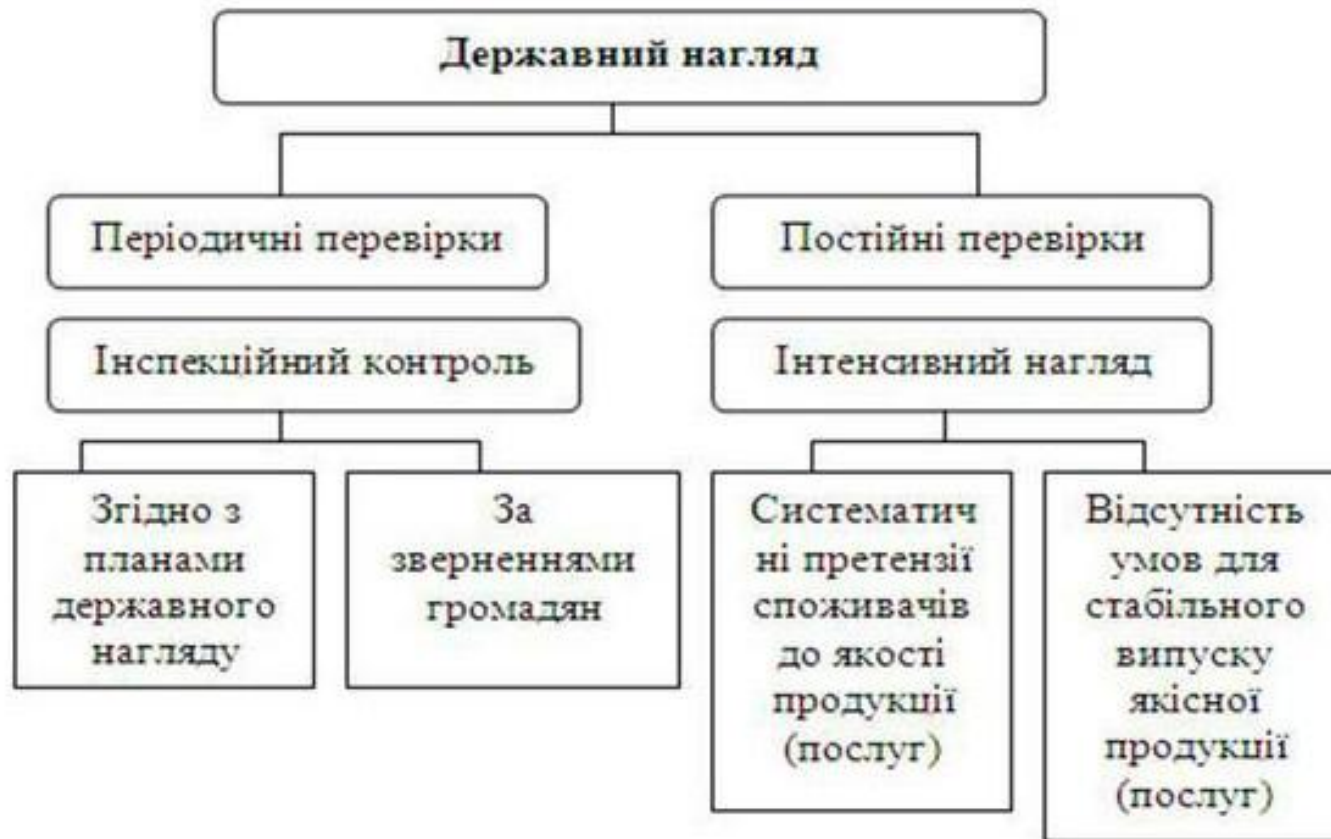 Державний нагляд
Періодичні перевірки
Постійні перевірки
Інспекційний контроль
Інтенсивний нагляд
Згідно з
планами
державного
нагляду
За
зверненнями
громадян
Систематич
ні претензії
споживачів
до якості
продукції
(послуг)
Відсутність
умов для
стабільного
випуску
якісної
продукції
(послуг)